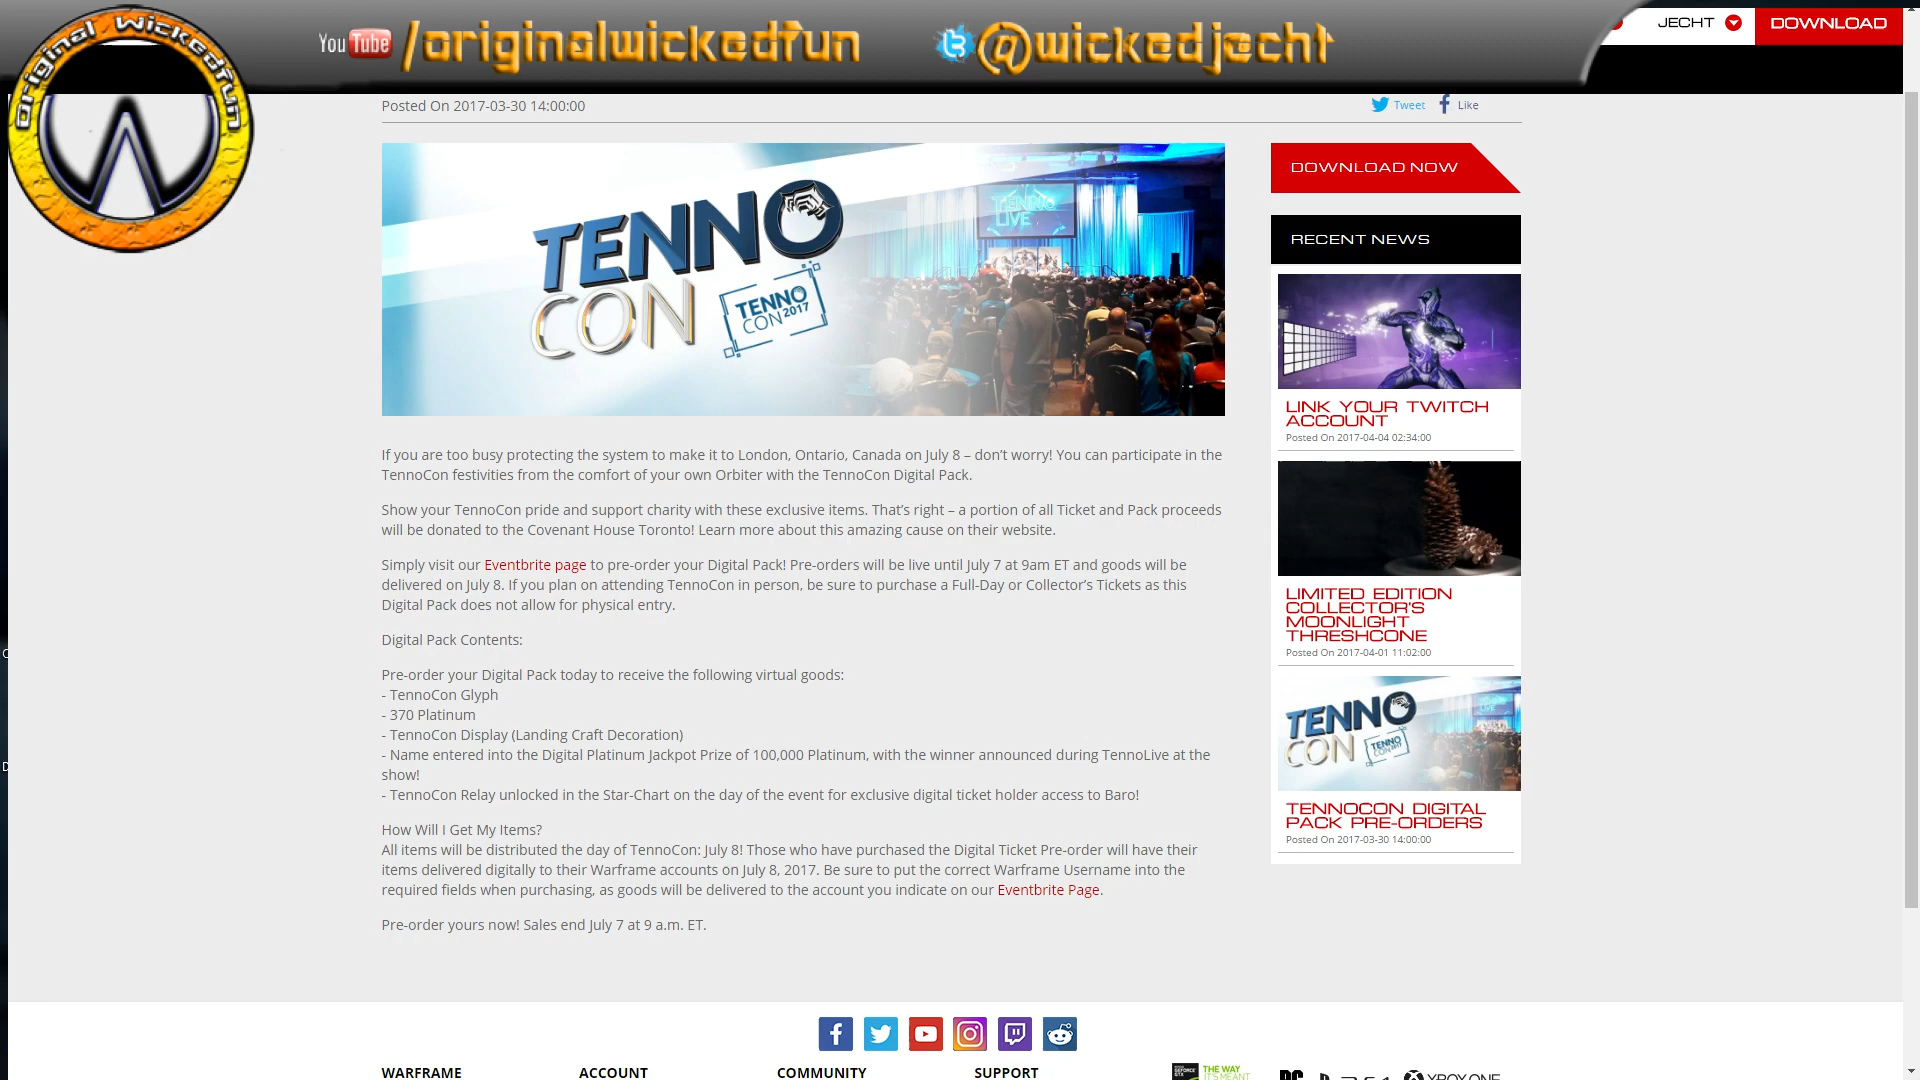 Original Wickedfun
You Tube /originalwickedfun
@wickedjecht
JECHT
DOWNLOAD
Posted On 2017-03-30 14:00:00
Tweet
Like
TENNO
CON
TENNO
CON 2017
TENNO
LIVE
If you are too busy protecting the system to make it to London, Ontario, Canada on July 8 – don’t worry! You can participate in the
TennoCon festivities from the comfort of your own Orbiter with the TennoCon Digital Pack.
Show your TennoCon pride and support charity with these exclusive items. That’s right – a portion of all Ticket and Pack proceeds
will be donated to the Covenant House Toronto! Learn more about this amazing cause on their website.
Simply visit our Eventbrite page to pre-order your Digital Pack! Pre-orders will be live until July 7 at 9am ET and goods will be
delivered on July 8. If you plan on attending TennoCon in person, be sure to purchase a Full-Day or Collector’s Tickets as this
Digital Pack does not allow for physical entry.
Digital Pack Contents:
Pre-order your Digital Pack today to receive the following virtual goods:
- TennoCon Glyph
- 370 Platinum
- TennoCon Display (Landing Craft Decoration)
- Name entered into the Digital Platinum Jackpot Prize of 100,000 Platinum, with the winner announced during TennoLive at the
show!
- TennoCon Relay unlocked in the Star-Chart on the day of the event for exclusive digital ticket holder access to Baro!
How Will I Get My Items?
All items will be distributed the day of TennoCon: July 8! Those who have purchased the Digital Ticket Pre-order will have their
items delivered digitally to their Warframe accounts on July 8, 2017. Be sure to put the correct Warframe Username into the
required fields when purchasing, as goods will be delivered to the account you indicate on our Eventbrite Page.
Pre-order yours now! Sales end July 7 at 9 a.m. ET.
DOWNLOAD NOW
RECENT NEWS
LINK YOUR TWITCH
ACCOUNT
Posted On 2017-04-04 02:34:00
LIMITED EDITION
COLLECTOR'S
MOONLIGHT
THRESHCONE
Posted On 2017-04-01 11:02:00
TENNO
CON
TENNO
CON 2017
TENNOCON DIGITAL
PACK PRE-ORDERS
Posted On 2017-03-30 14:00:00
WARFRAME
ACCOUNT
COMMUNITY
SUPPORT
THE WAY
IT'S MEANT
PC
XBOX ONE